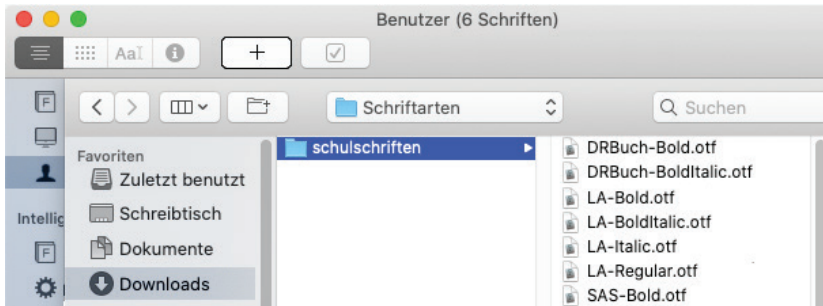 Benutzer (6 Schriften)
Schriftarten
Suchen
Favoriten
Zuletzt benutzt
Schreibtisch
Dokumente
Downloads
Intellig
schulschriften
DRBuch-Bold.otf
DRBuch-BoldItalic.otf
LA-Bold.otf
LA-BoldItalic.otf
LA-Italic.otf
LA-Regular.otf
SAS-Bold.otf